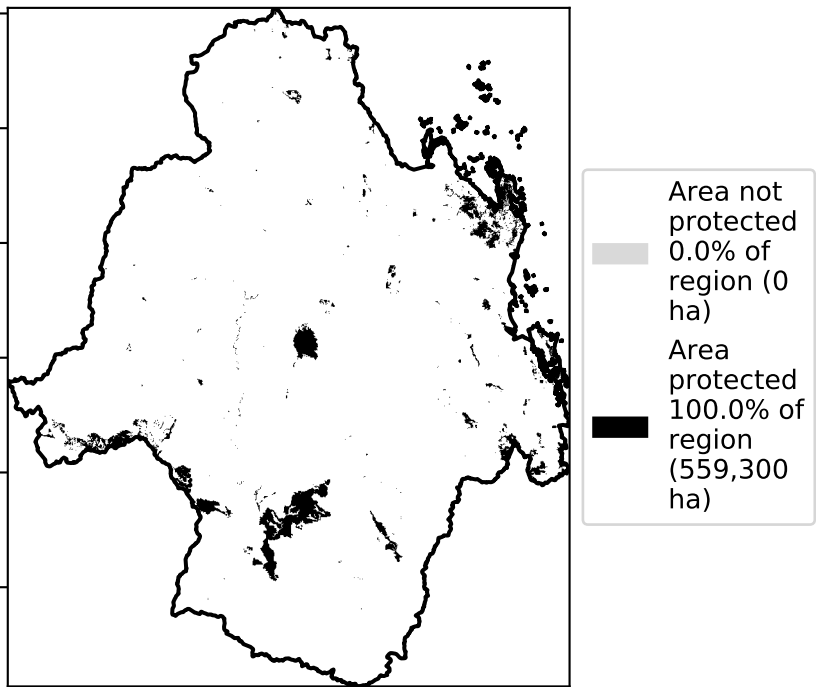 Area not
protected
0.0% of
region (0
ha)
Area
protected
100.0% of
region
(559,300
ha)